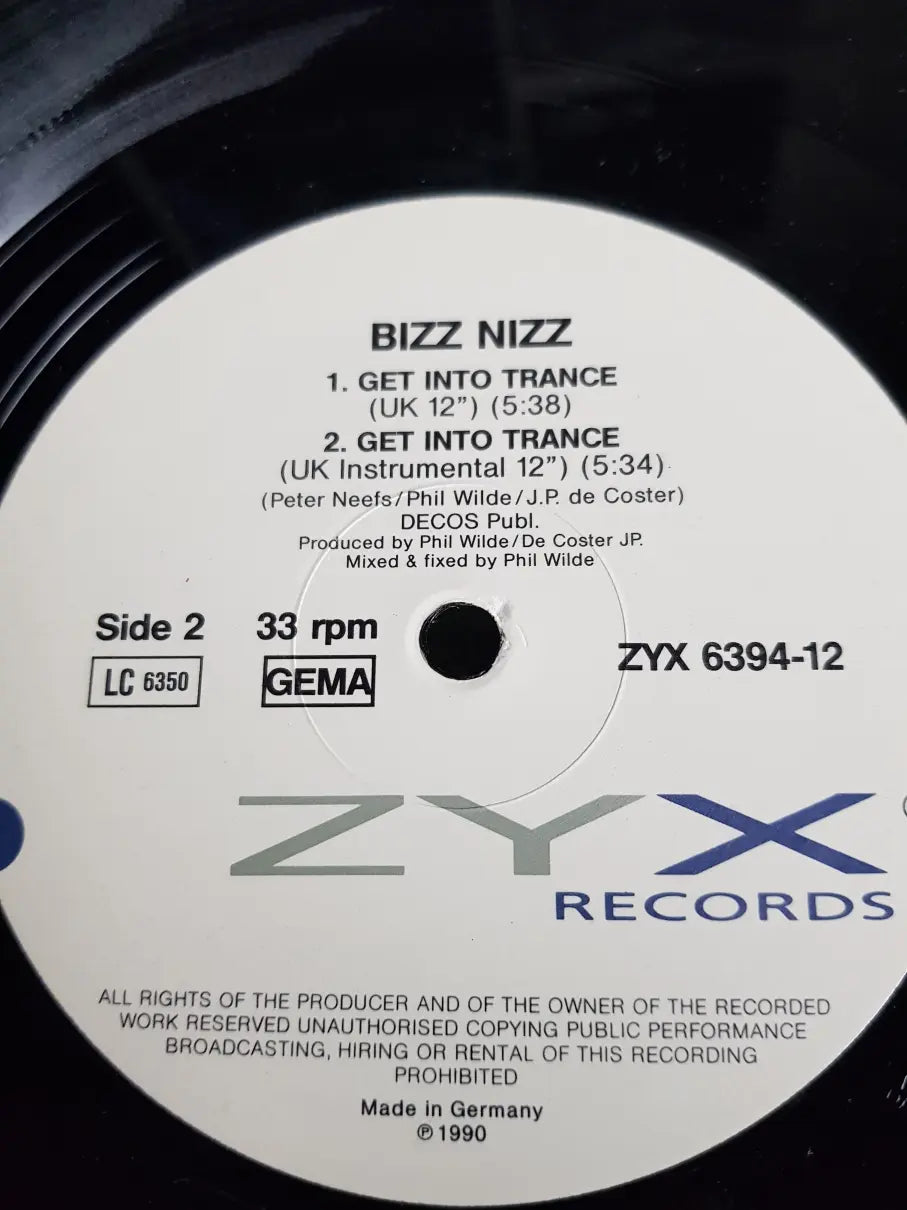 BIZZ NIZZ
1. GET INTO TRANCE
(UK 12") (5:38)
2. GET INTO TRANCE
(UK Instrumental 12") (5:34)
(Peter Neefs/Phil Wilde/J.P. de Coster)
DECOS Publ.
Produced by Phil Wilde/De Coster JP.
Mixed & fixed by Phil Wilde
Side 2 33 rpm
LC 6350 GEMA
ZYX 6394-12
ZYX
RECORDS
ALL RIGHTS OF THE PRODUCER AND OF THE OWNER OF THE RECORDED
WORK RESERVED UNAUTHORISED COPYING PUBLIC PERFORMANCE
BROADCASTING, HIRING OR RENTAL OF THIS RECORDING
PROHIBITED
Made in Germany
℗ 1990